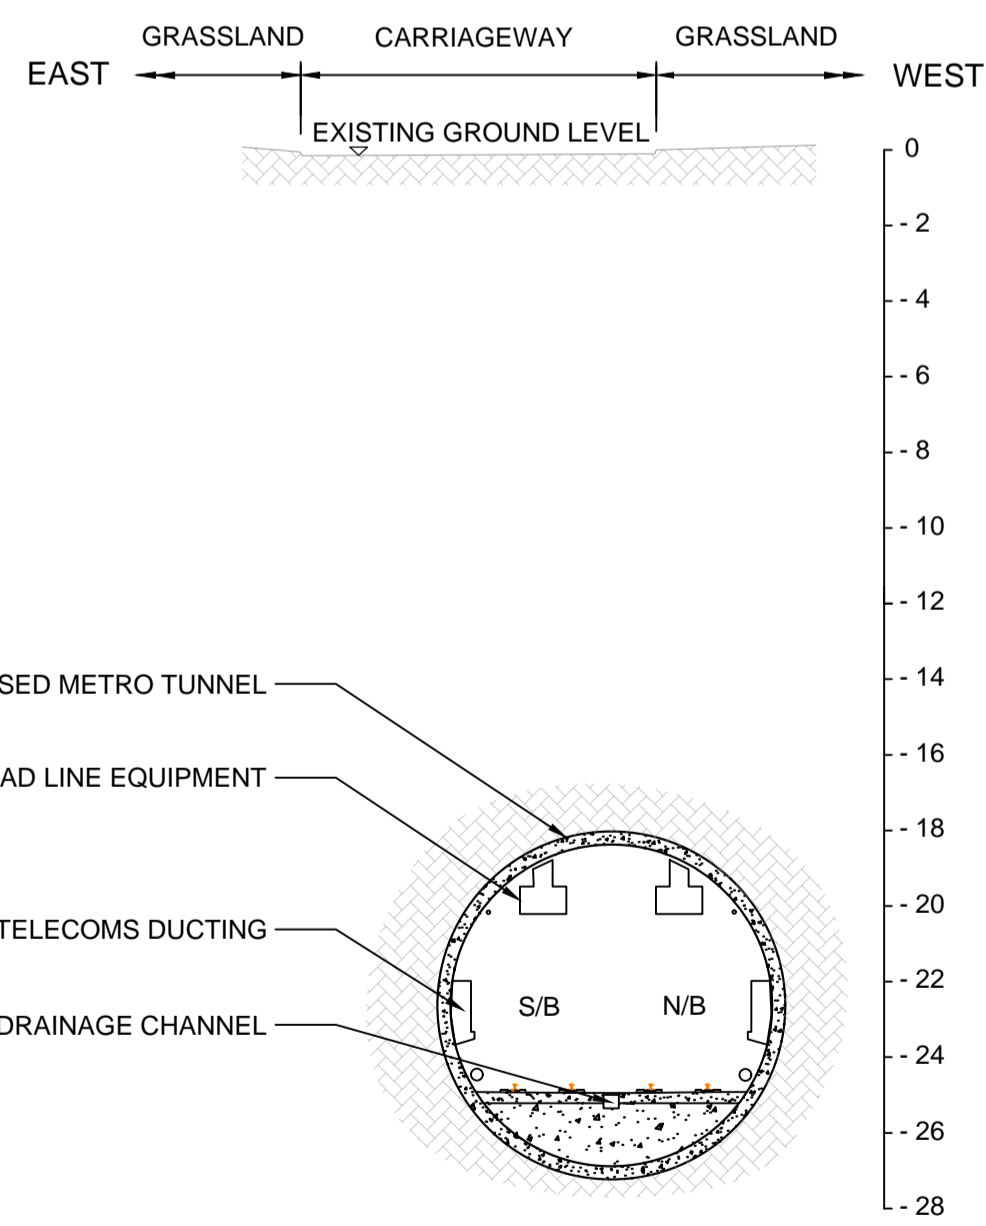 GRASSLAND CARRIAGEWAY GRASSLAND
EAST WEST
EXISTING GROUND LEVEL
0
- 2
- 4
- 6
- 8
- 10
- 12
SED METRO TUNNEL
- 14
AD LINE EQUIPMENT
- 16
- 18
- 20
TELECOMS DUCTING
- 22
S/B N/B
DRAINAGE CHANNEL
- 24
- 26
- 28